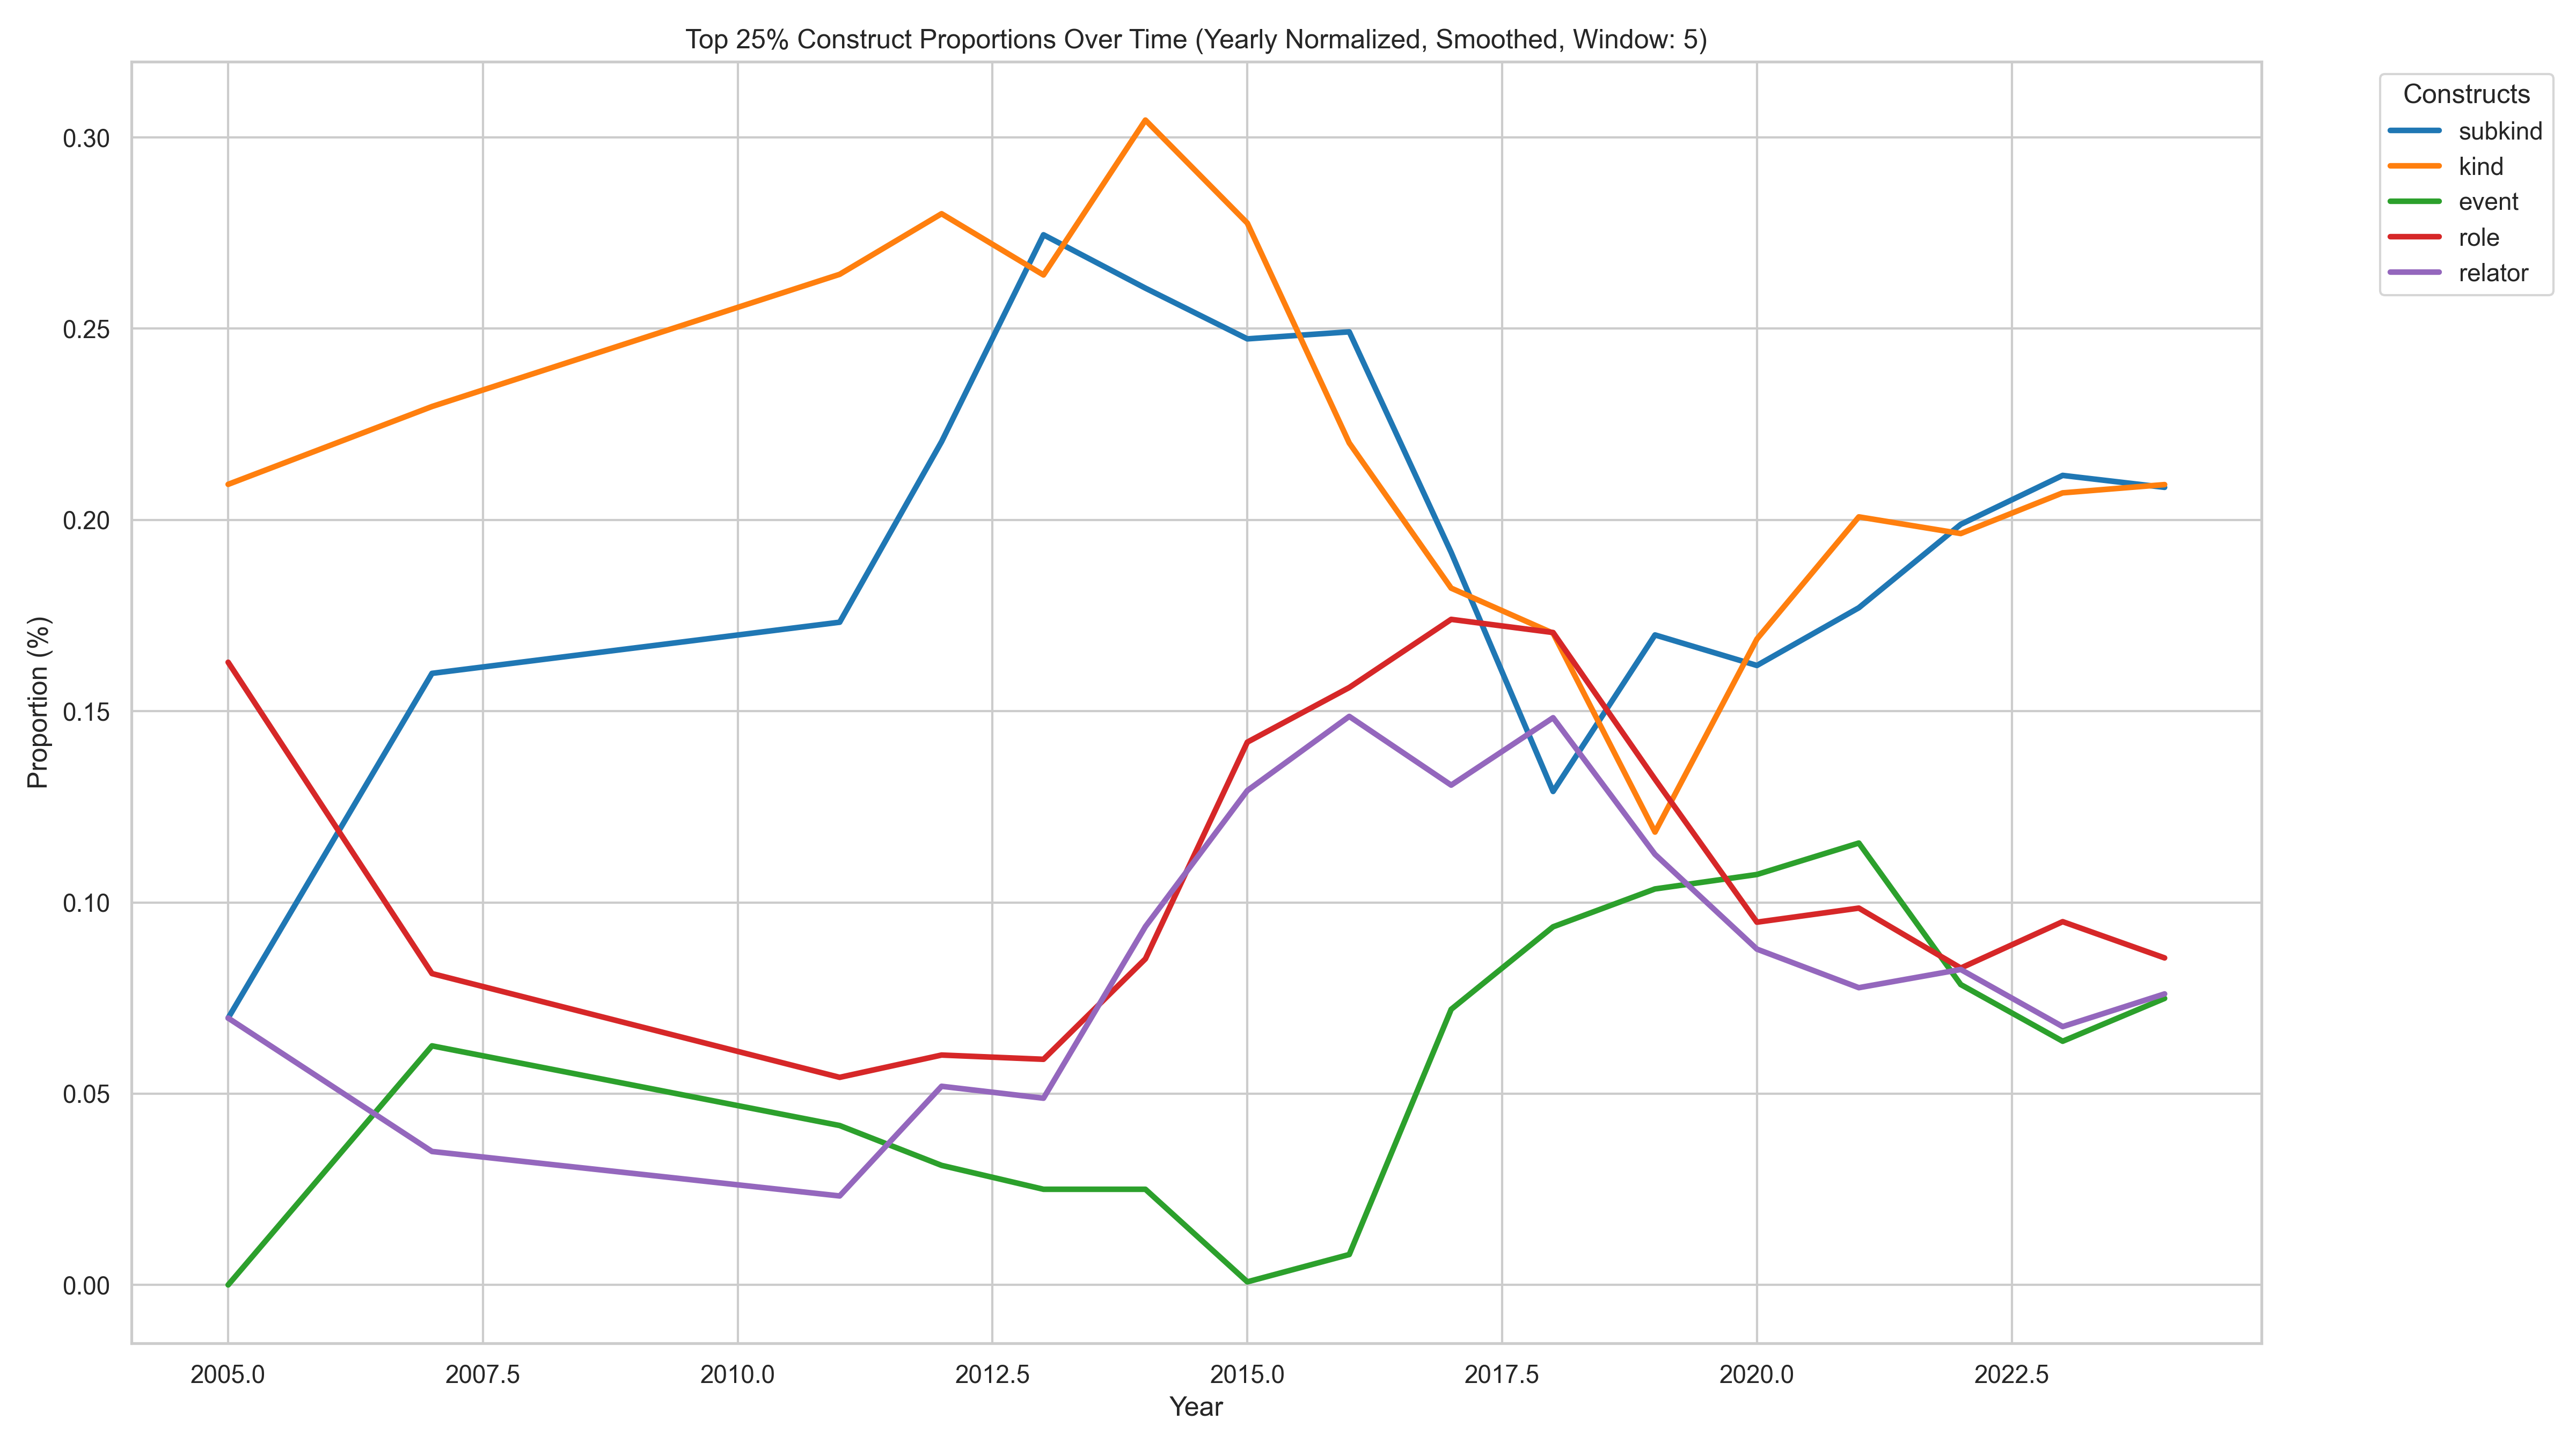 Top 25% Construct Proportions Over Time (Yearly Normalized, Smoothed, Window: 5)
Constructs
subkind
kind
event
role
relator
Proportion (%)
0.30
0.25
0.20
0.15
0.10
0.05
0.00
2005.0 2007.5 2010.0 2012.5 2015.0 2017.5 2020.0 2022.5
Year